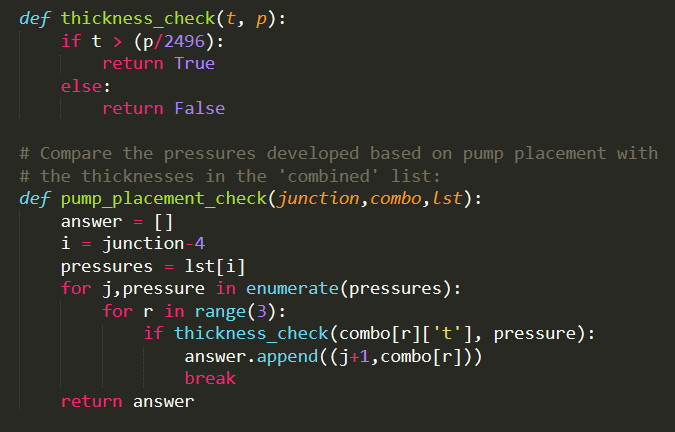 def thickness_check(t, p):
    if t > (p/2496):
        return True
    else:
        return False

# Compare the pressures developed based on pump placement with
# the thicknesses in the 'combined' list:
def pump_placement_check(junction,combo,lst):
    answer = []
    i = junction-4
    pressures = lst[i]
    for j,pressure in enumerate(pressures):
        for r in range(3):
            if thickness_check(combo[r]['t'], pressure):
                answer.append((j+1,combo[r]))
                break
    return answer